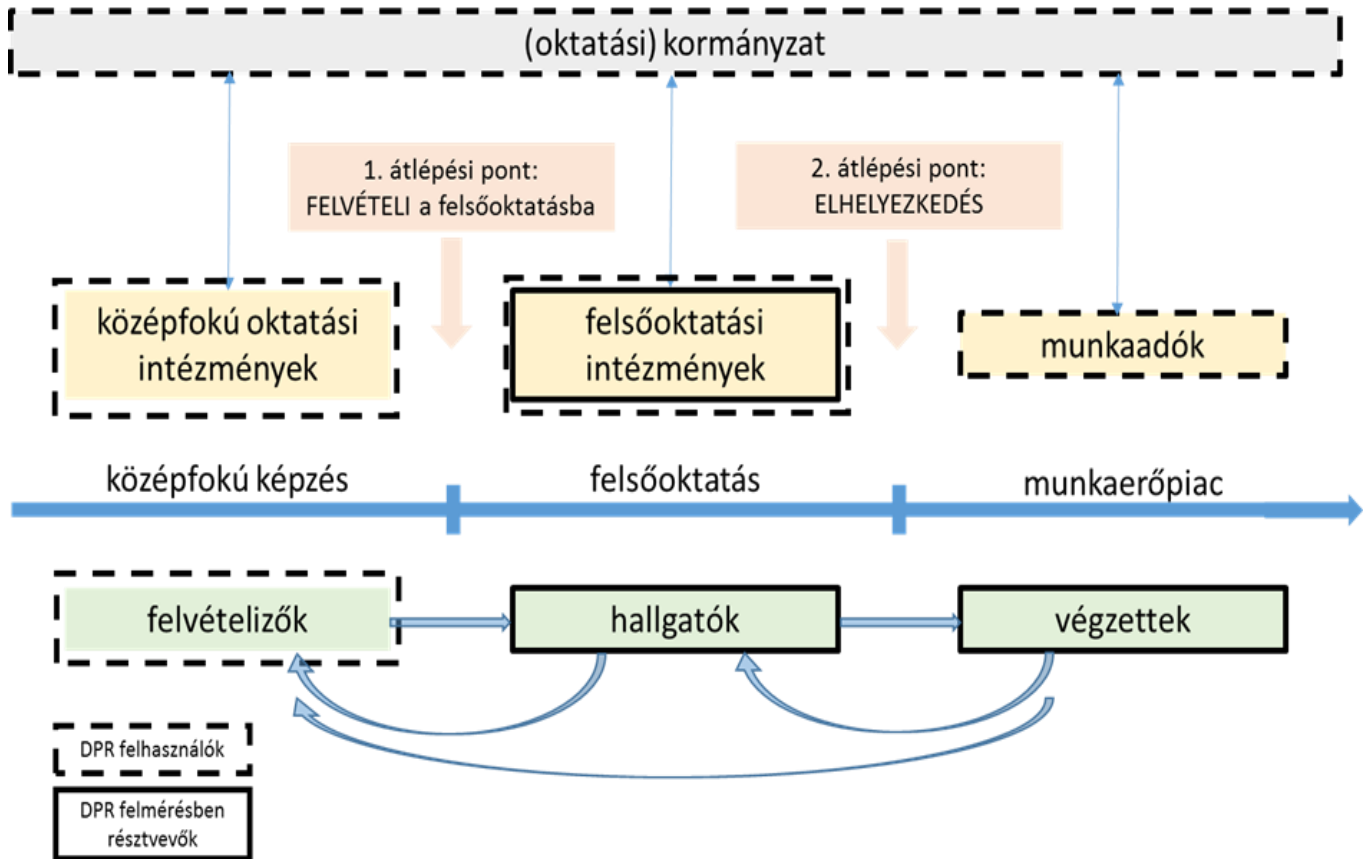 (oktatási) kormányzat
1. átlépési pont:
FELVÉTELI a felsőoktatásba
2. átlépési pont:
ELHELYEZKEDÉS
középfokú oktatási
intézmények
felsőoktatási
intézmények
munkaadók
középfokú képzés
felsőoktatás
munkaerőpiac
felvételizők
hallgatók
végzettek
DPR felhasználók
DPR felmérésben
résztvevők